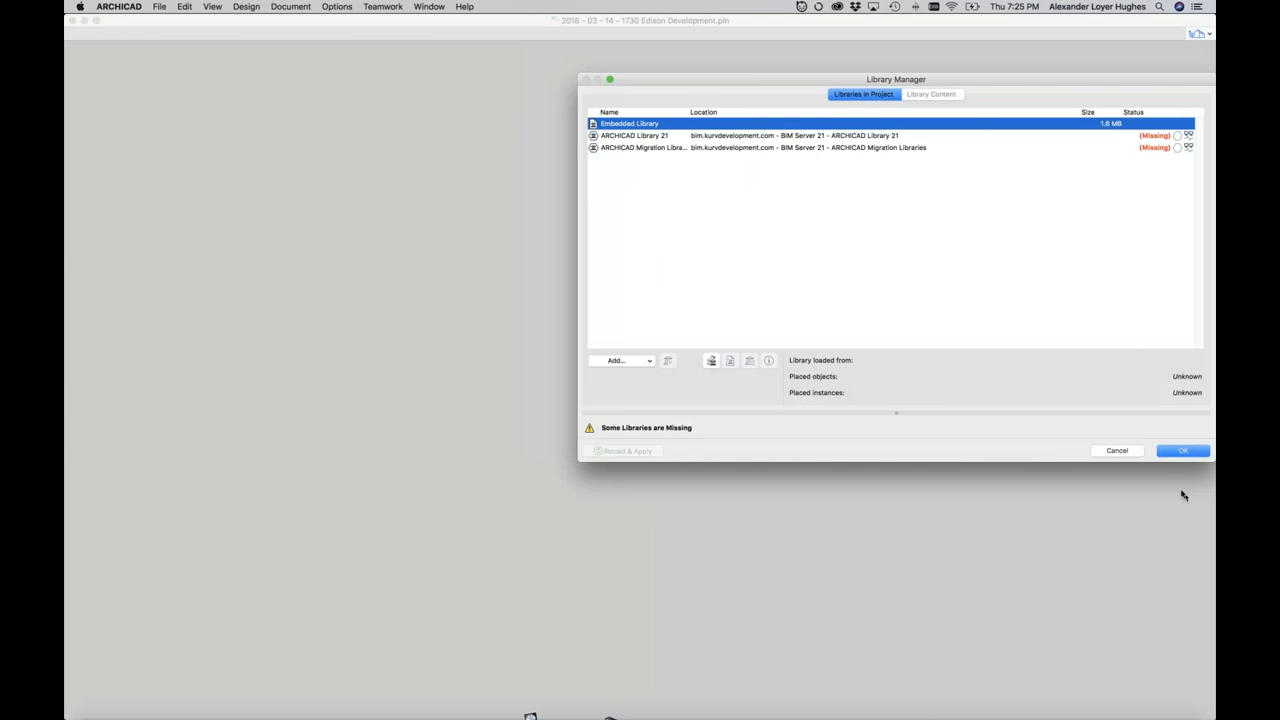 ARCHICAD File Edit View Design Document Options Teamwork Window Help Thu 7:25 PM Alexander Loyer Hughes
2018 - 03 - 14 - 1730 Edison Development.pln
Library Manager
Libraries in Project Library Content
Name Location Size Status
Embedded Library 1.6 MB
ARCHICAD Library 21 bim.kurvdevelopment.com - BIM Server 21 - ARCHICAD Library 21 (Missing)
ARCHICAD Migration Libra... bim.kurvdevelopment.com - BIM Server 21 - ARCHICAD Migration Libraries (Missing)
Add... Library loaded from:
Placed objects: Unknown
Placed instances: Unknown
Some Libraries are Missing
Reload & Apply Cancel OK